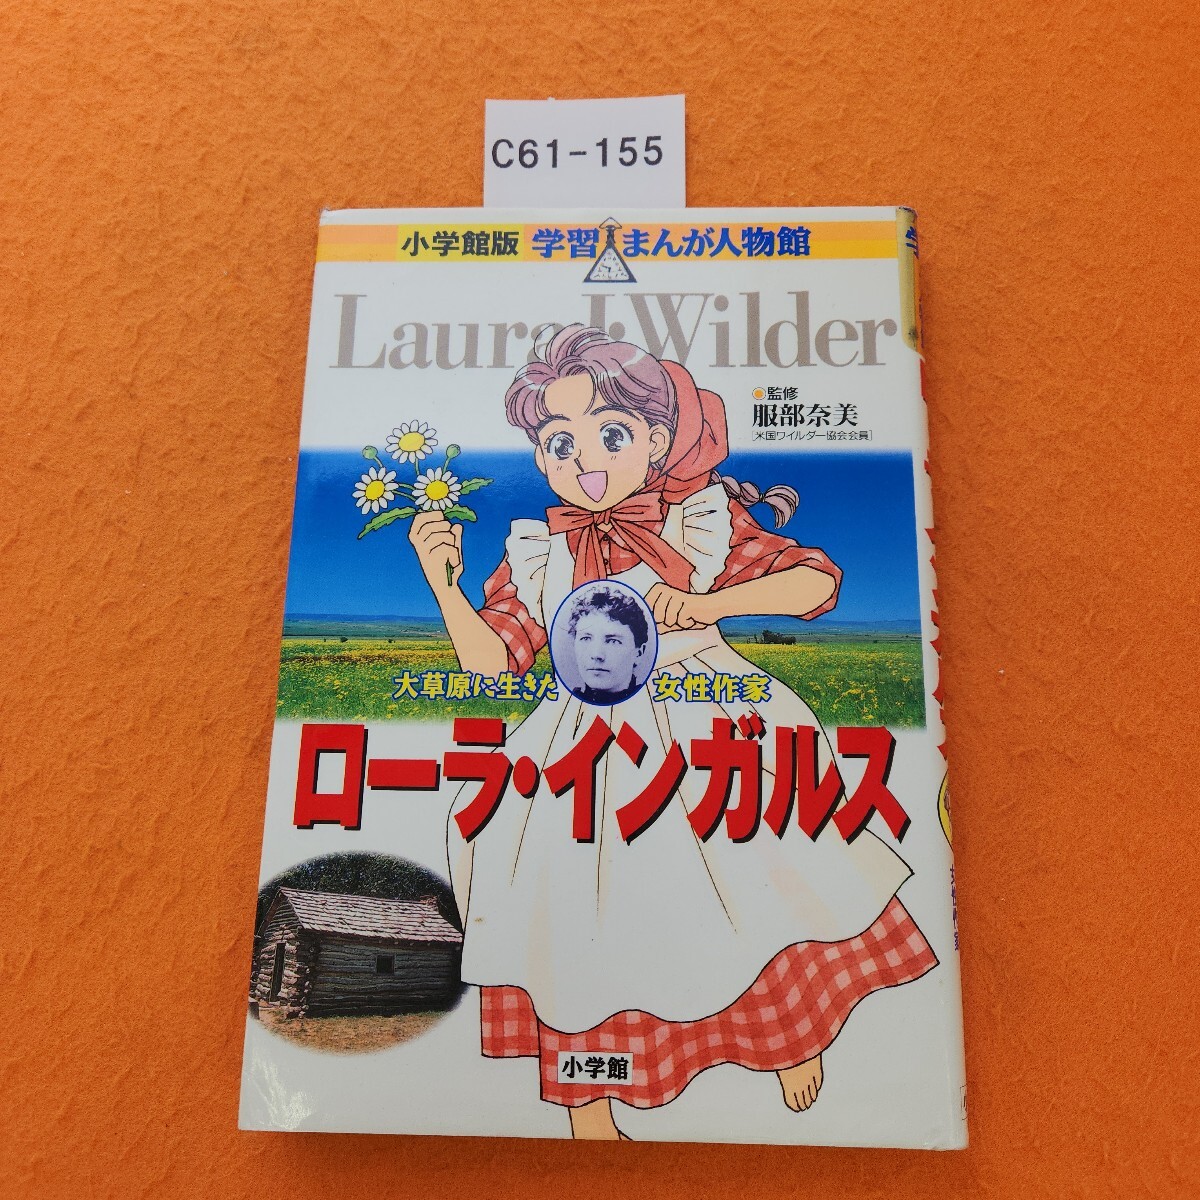 C61-155
小学館版 学習まんが人物館
Laura I・Wilder
監修
服部奈美
[米国ワイルダー協会会員]
大草原に生きた 女性作家
ローラ・インガルス
小学館